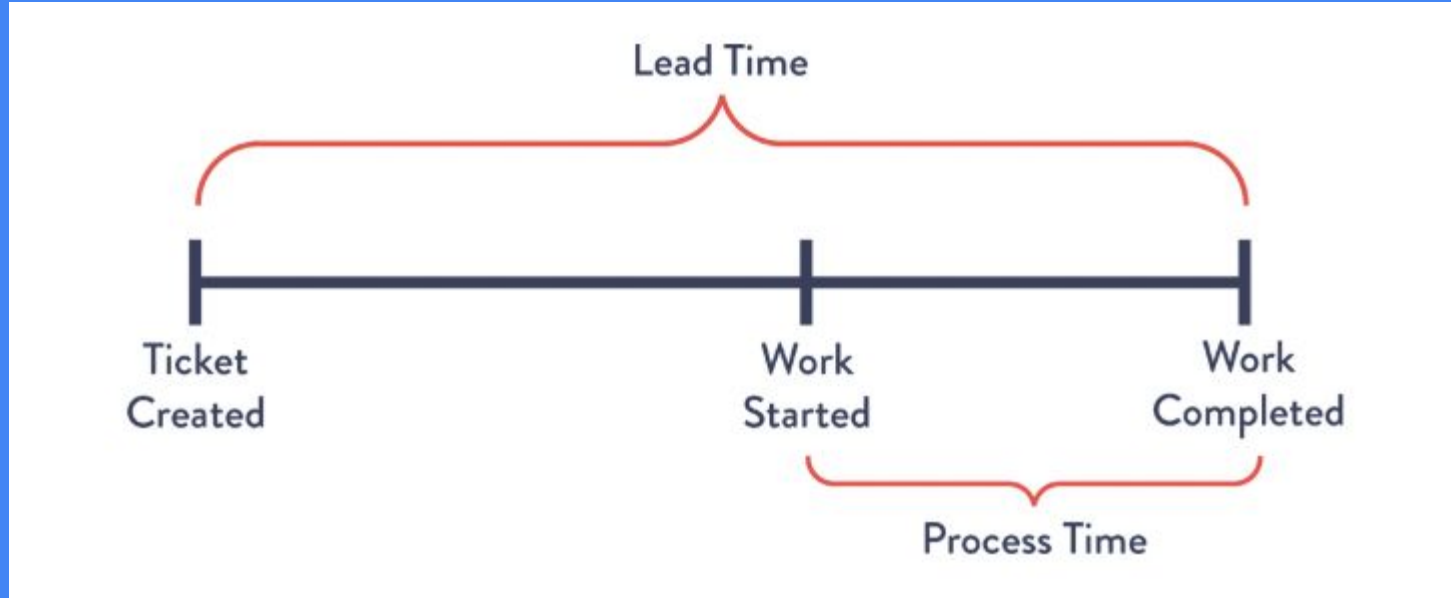 Lead Time
Ticket
Created
Work
Started
Work
Completed
Process Time